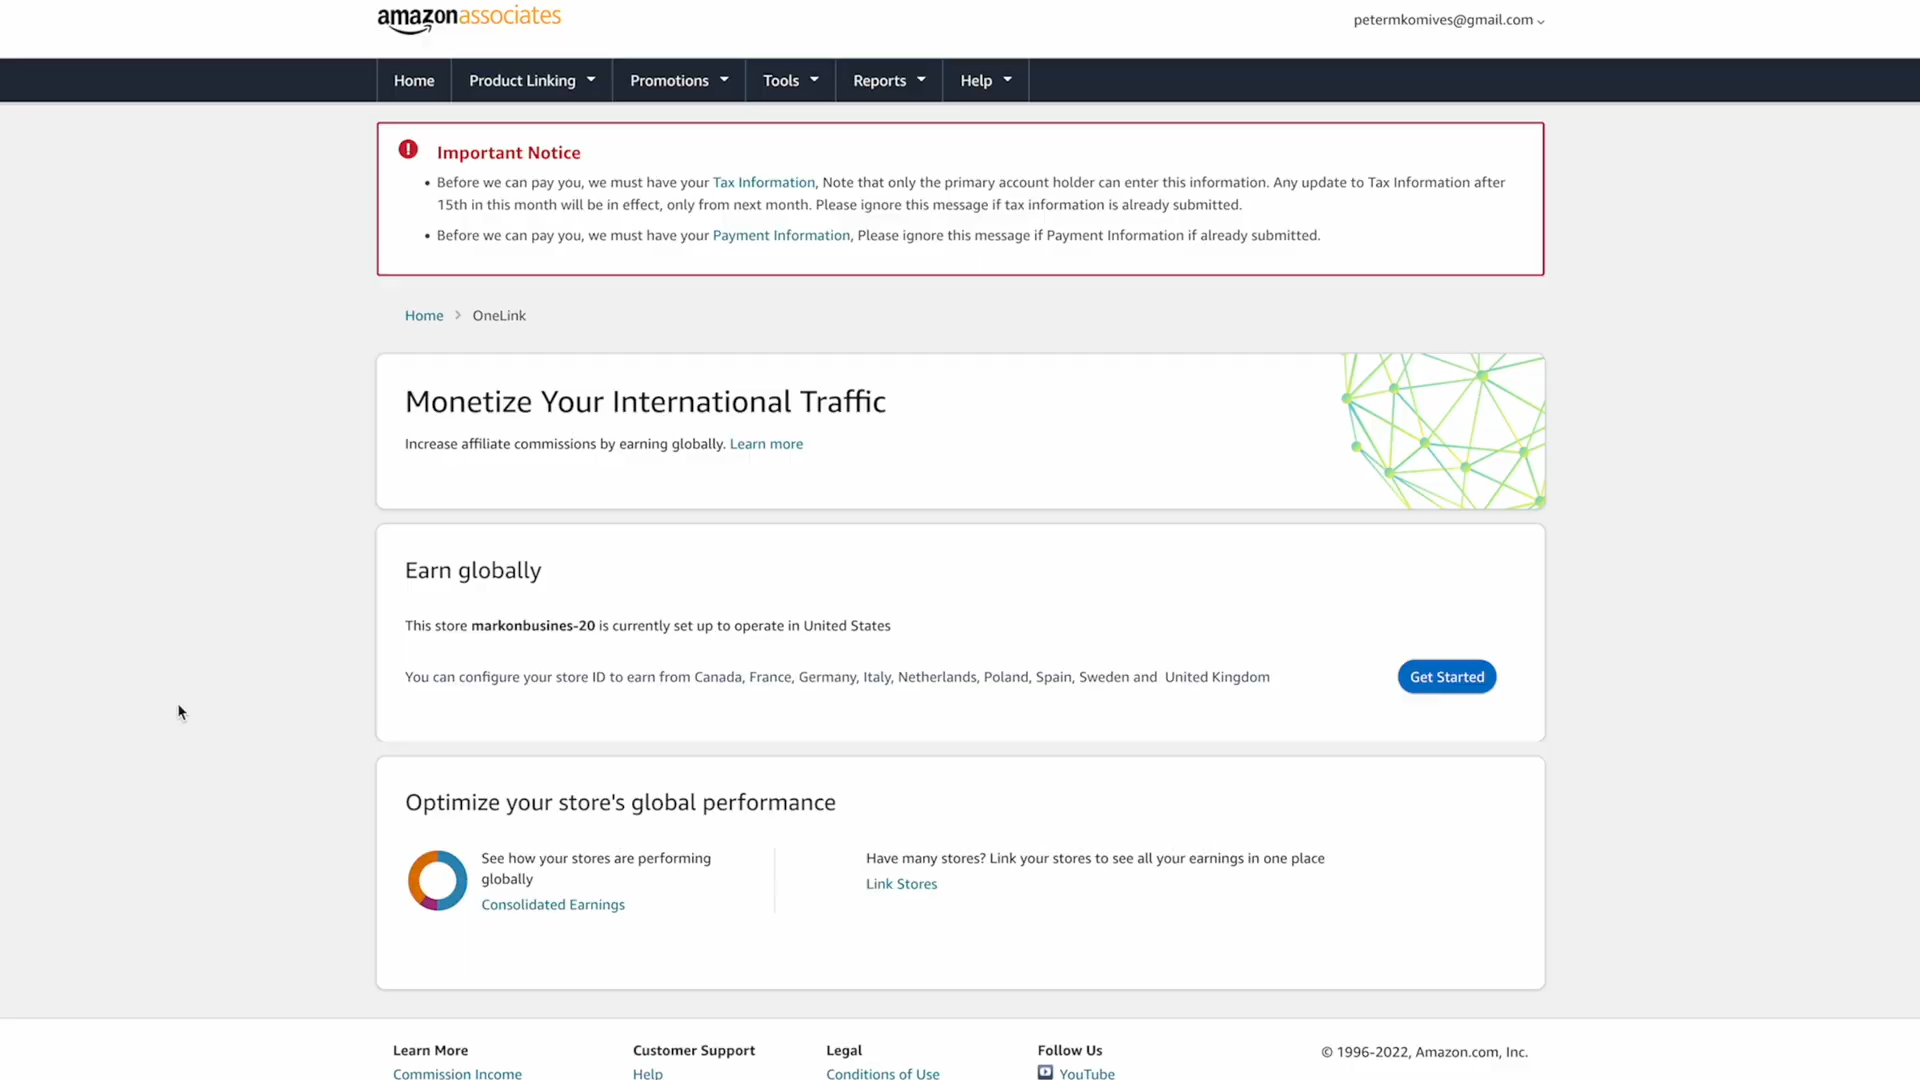 amazonassociates
petermkomives@gmail.com
Home
Product Linking
Promotions
Tools
Reports
Help
Important Notice
• Before we can pay you, we must have your Tax Information, Note that only the primary account holder can enter this information. Any update to Tax Information after
15th in this month will be in effect, only from next month. Please ignore this message if tax information is already submitted.
• Before we can pay you, we must have your Payment Information, Please ignore this message if Payment Information if already submitted.
Home > OneLink
Monetize Your International Traffic
Increase affiliate commissions by earning globally. Learn more
Earn globally
This store markonbusines-20 is currently set up to operate in United States
You can configure your store ID to earn from Canada, France, Germany, Italy, Netherlands, Poland, Spain, Sweden and United Kingdom
Get Started
Optimize your store's global performance
See how your stores are performing
globally
Consolidated Earnings
Have many stores? Link your stores to see all your earnings in one place
Link Stores
Learn More
Commission Income
Customer Support
Help
Legal
Conditions of Use
Follow Us
YouTube
© 1996-2022, Amazon.com, Inc.